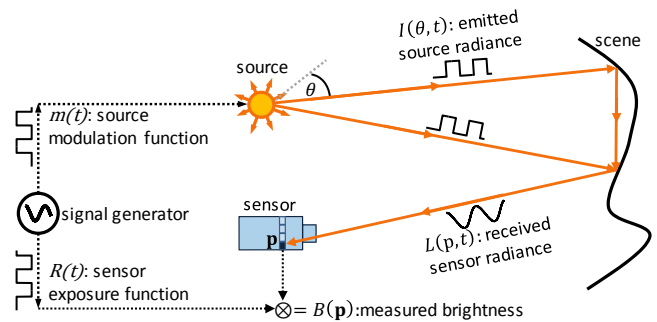 I(θ,t): emitted
source radiance
scene
source
θ
m(t): source
modulation function
signal generator
sensor
p
L(p,t): received
sensor radiance
R(t): sensor
exposure function
⊗= B(p):measured brightness